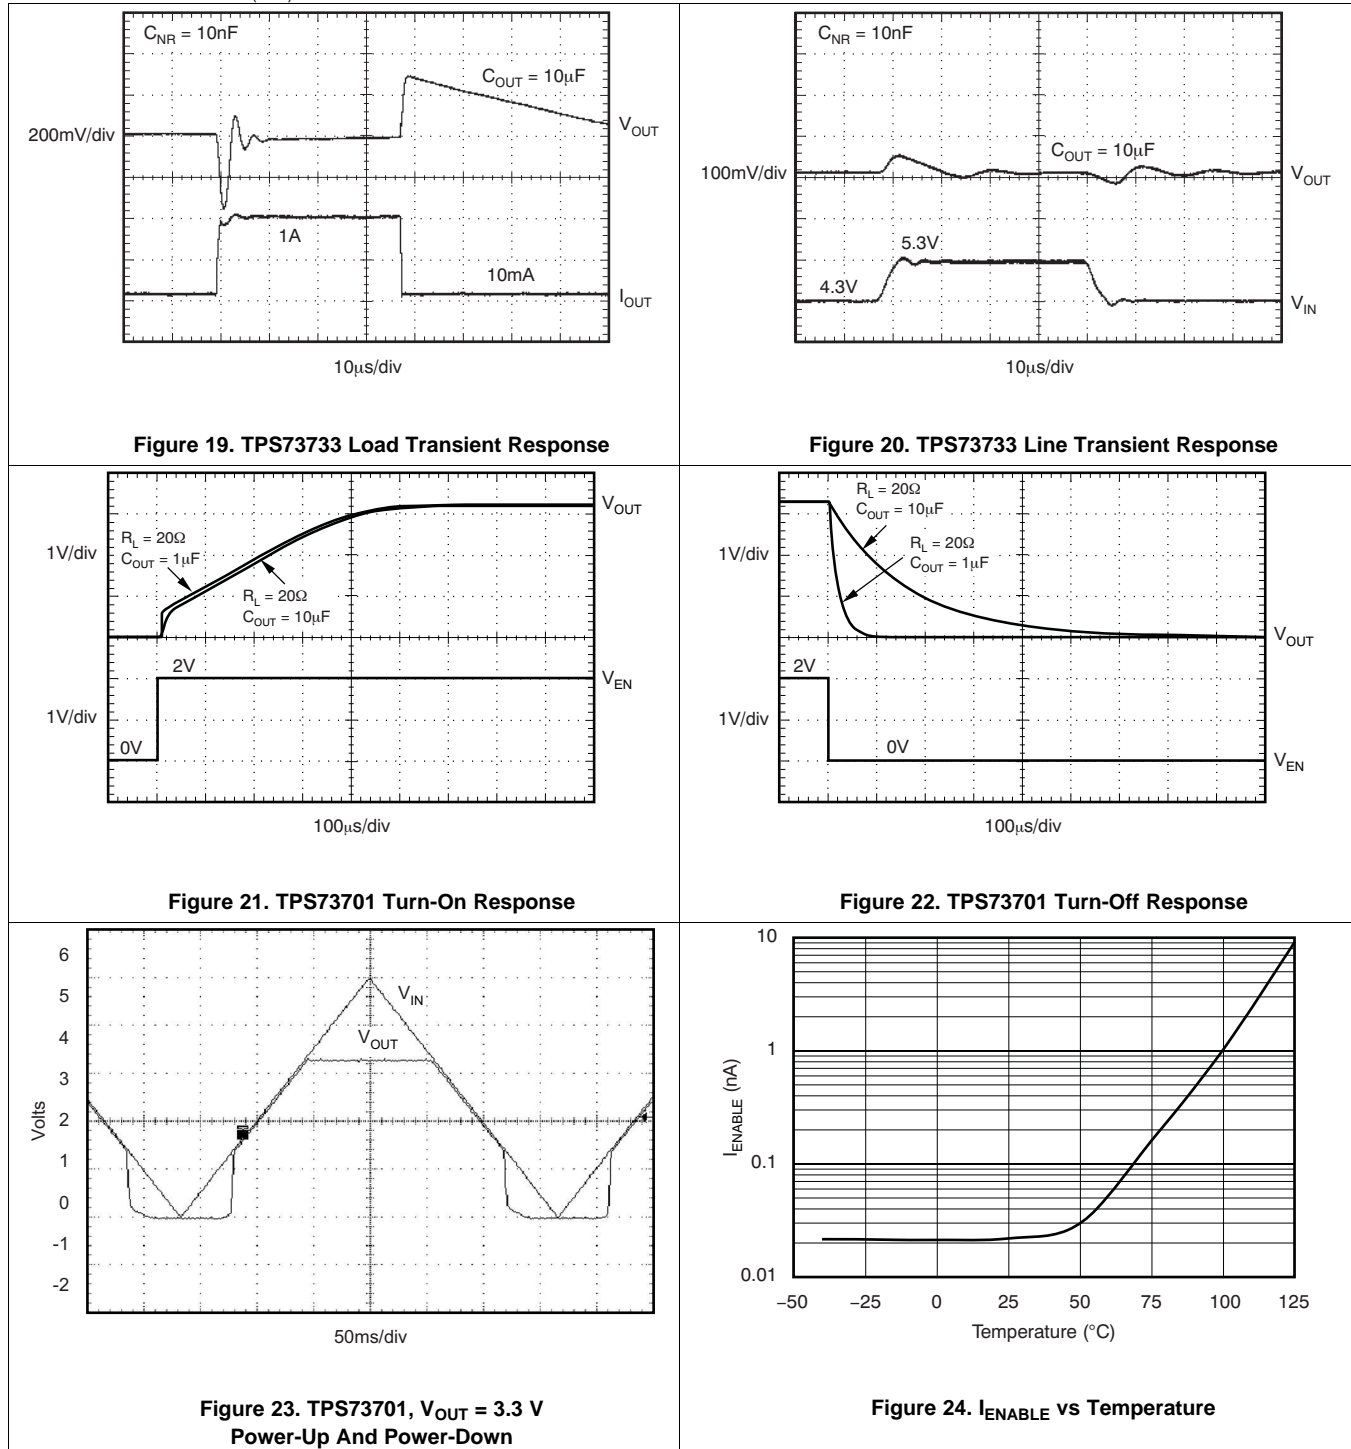 C_NR = 10nF
C_OUT = 10μF
200mV/div
V_OUT
1A
10mA
I_OUT
10μs/div
Figure 19. TPS73733 Load Transient Response
C_NR = 10nF
C_OUT = 10μF
100mV/div
V_OUT
5.3V
4.3V
V_IN
10μs/div
Figure 20. TPS73733 Line Transient Response
V_OUT
R_L = 20Ω
C_OUT = 1μF
1V/div
R_L = 20Ω
C_OUT = 10μF
2V
V_EN
1V/div
0V
100μs/div
Figure 21. TPS73701 Turn-On Response
R_L = 20Ω
C_OUT = 10μF
R_L = 20Ω
C_OUT = 1μF
1V/div
V_OUT
2V
1V/div
0V
V_EN
100μs/div
Figure 22. TPS73701 Turn-Off Response
6
5
4
3
2
1
0
-1
-2
Volts
V_IN
V_OUT
50ms/div
Figure 23. TPS73701, V_OUT = 3.3 V
Power-Up And Power-Down
10
1
0.1
0.01
I_ENABLE (nA)
−50 −25 0 25 50 75 100 125
Temperature (°C)
Figure 24. I_ENABLE vs Temperature